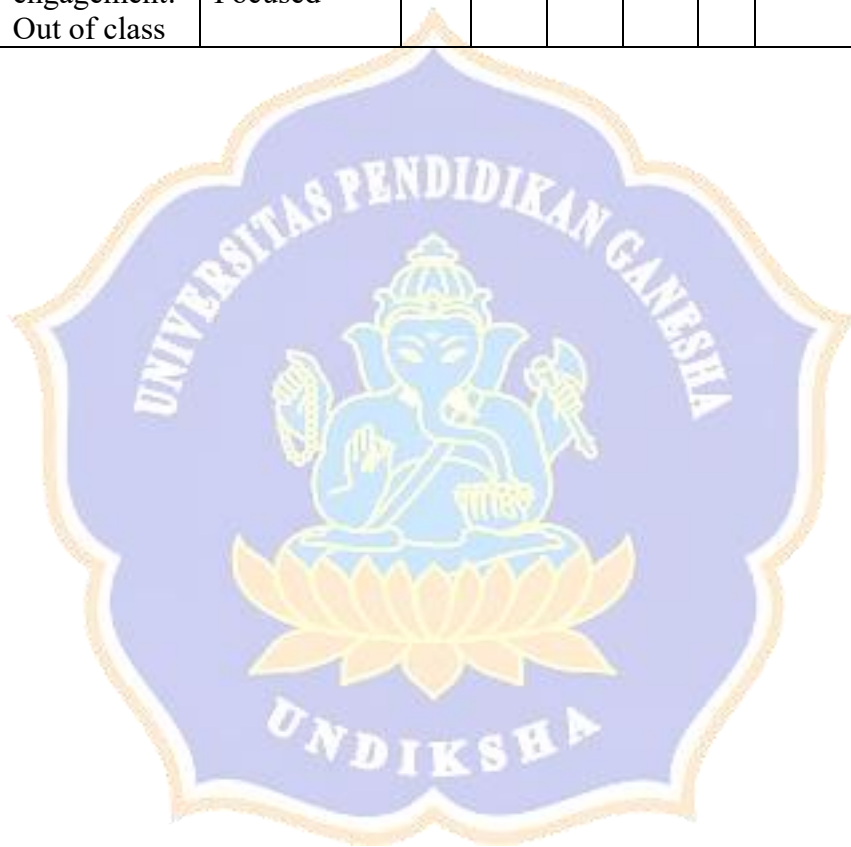 engagement. Focused
Out of class
UNIVERSITAS PENDIDIKAN GANESHA
UNDIKSHA